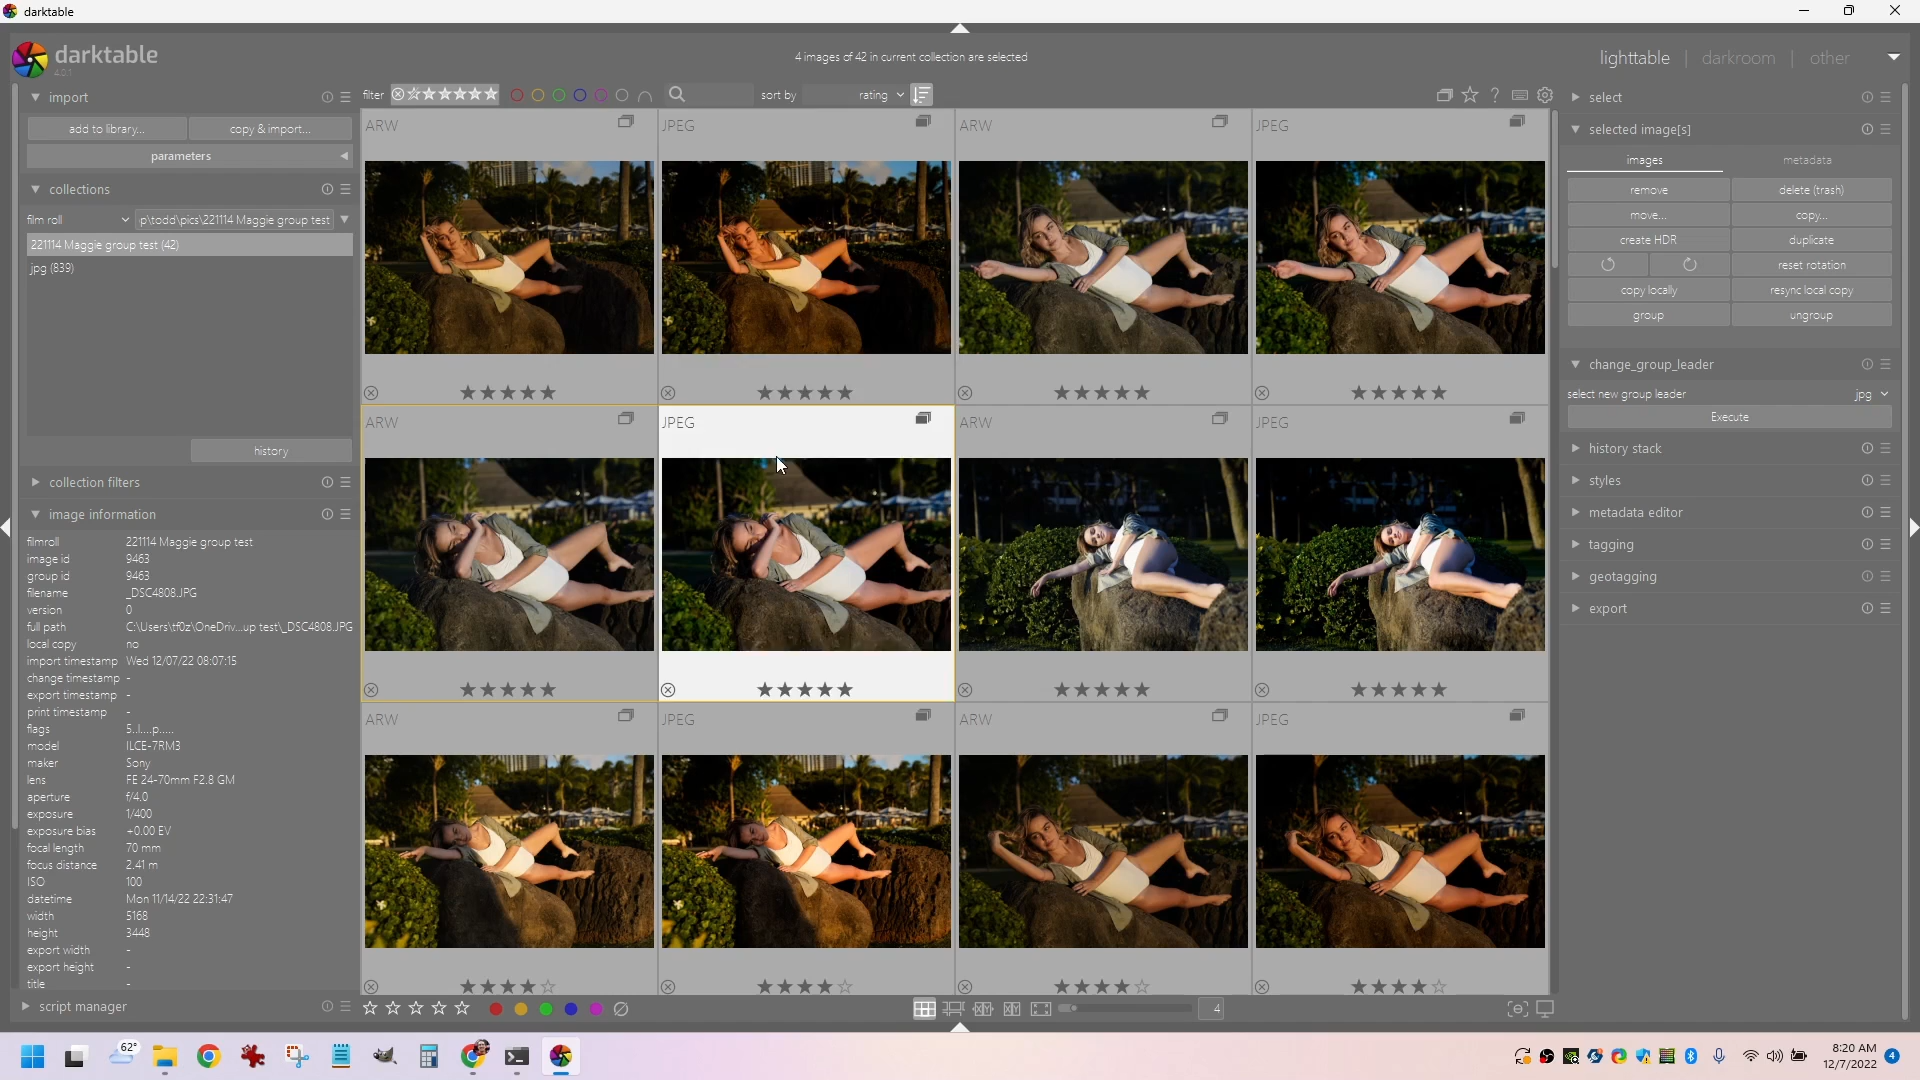 darktable
darktable
4.0.1
4 images of 42 in current collection are selected
lighttable | darkroom | other
import
filter
sort by rating
select
add to library...
copy & import...
parameters
collections
film roll
p\todd\pics\221114 Maggie group test
221114 Maggie group test (42)
jpg (839)
history
collection filters
image information
filmroll 221114 Maggie group test
image id 9463
group id 9463
filename _DSC4808.JPG
version 0
full path C:\Users\tf0z\OneDriv...up test\_DSC4808.JPG
local copy no
import timestamp Wed 12/07/22 08:07:15
change timestamp -
export timestamp -
print timestamp -
flags 5..l....p.....
model ILCE-7RM3
maker Sony
lens FE 24-70mm F2.8 GM
aperture f/4.0
exposure 1/400
exposure bias +0.00 EV
focal length 70 mm
focus distance 2.41 m
ISO 100
datetime Mon 11/14/22 22:31:47
width 5168
height 3448
export width -
export height -
title -
script manager
ARW
JPEG
ARW
JPEG
ARW
JPEG
ARW
JPEG
ARW
JPEG
ARW
JPEG
4
selected image[s]
images
metadata
remove
delete (trash)
move...
copy...
create HDR
duplicate
reset rotation
copy locally
resync local copy
group
ungroup
change_group_leader
select new group leader
jpg
Execute
history stack
styles
metadata editor
tagging
geotagging
export
62°
8:20 AM
12/7/2022
4